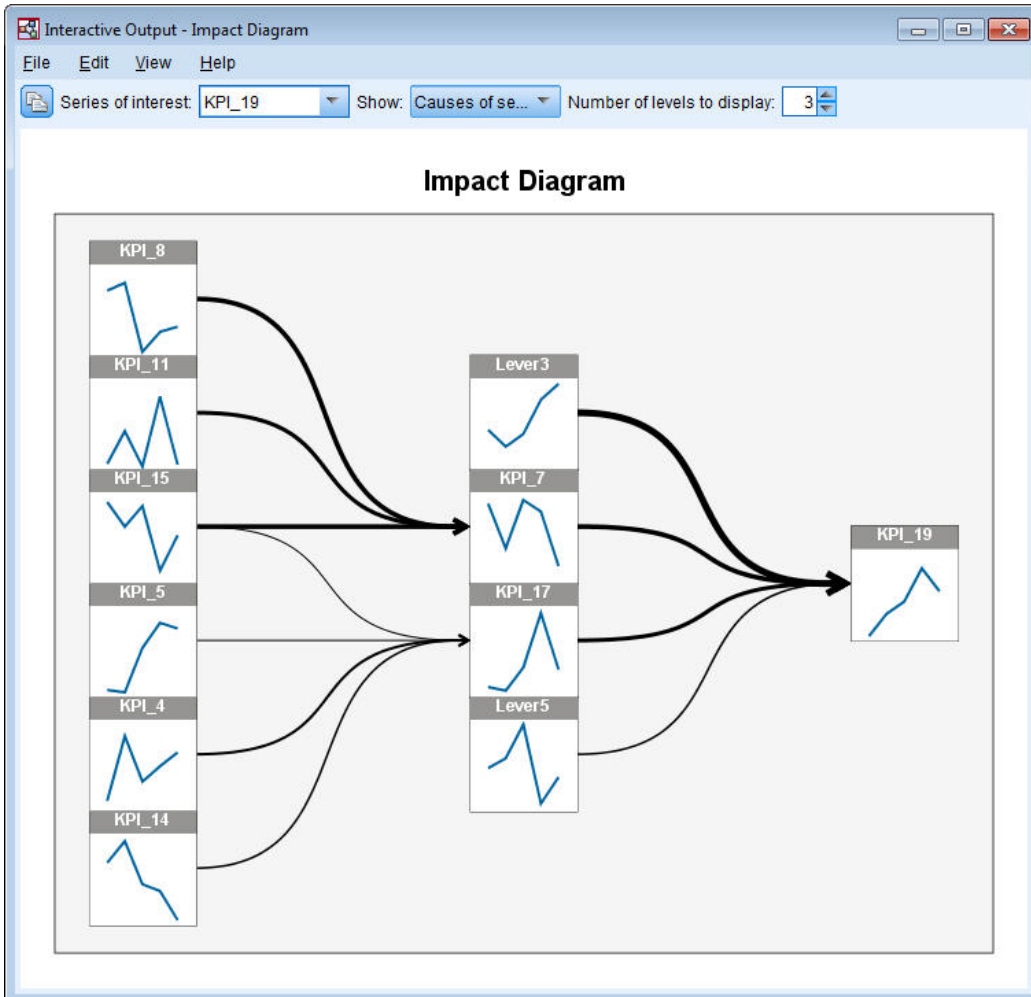 Interactive Output - Impact Diagram
File Edit View Help
Series of interest: KPI_19 Show: Causes of se... Number of levels to display: 3
Impact Diagram
KPI_8
KPI_11
KPI_15
KPI_5
KPI_4
KPI_14
Lever3
KPI_7
KPI_17
Lever5
KPI_19